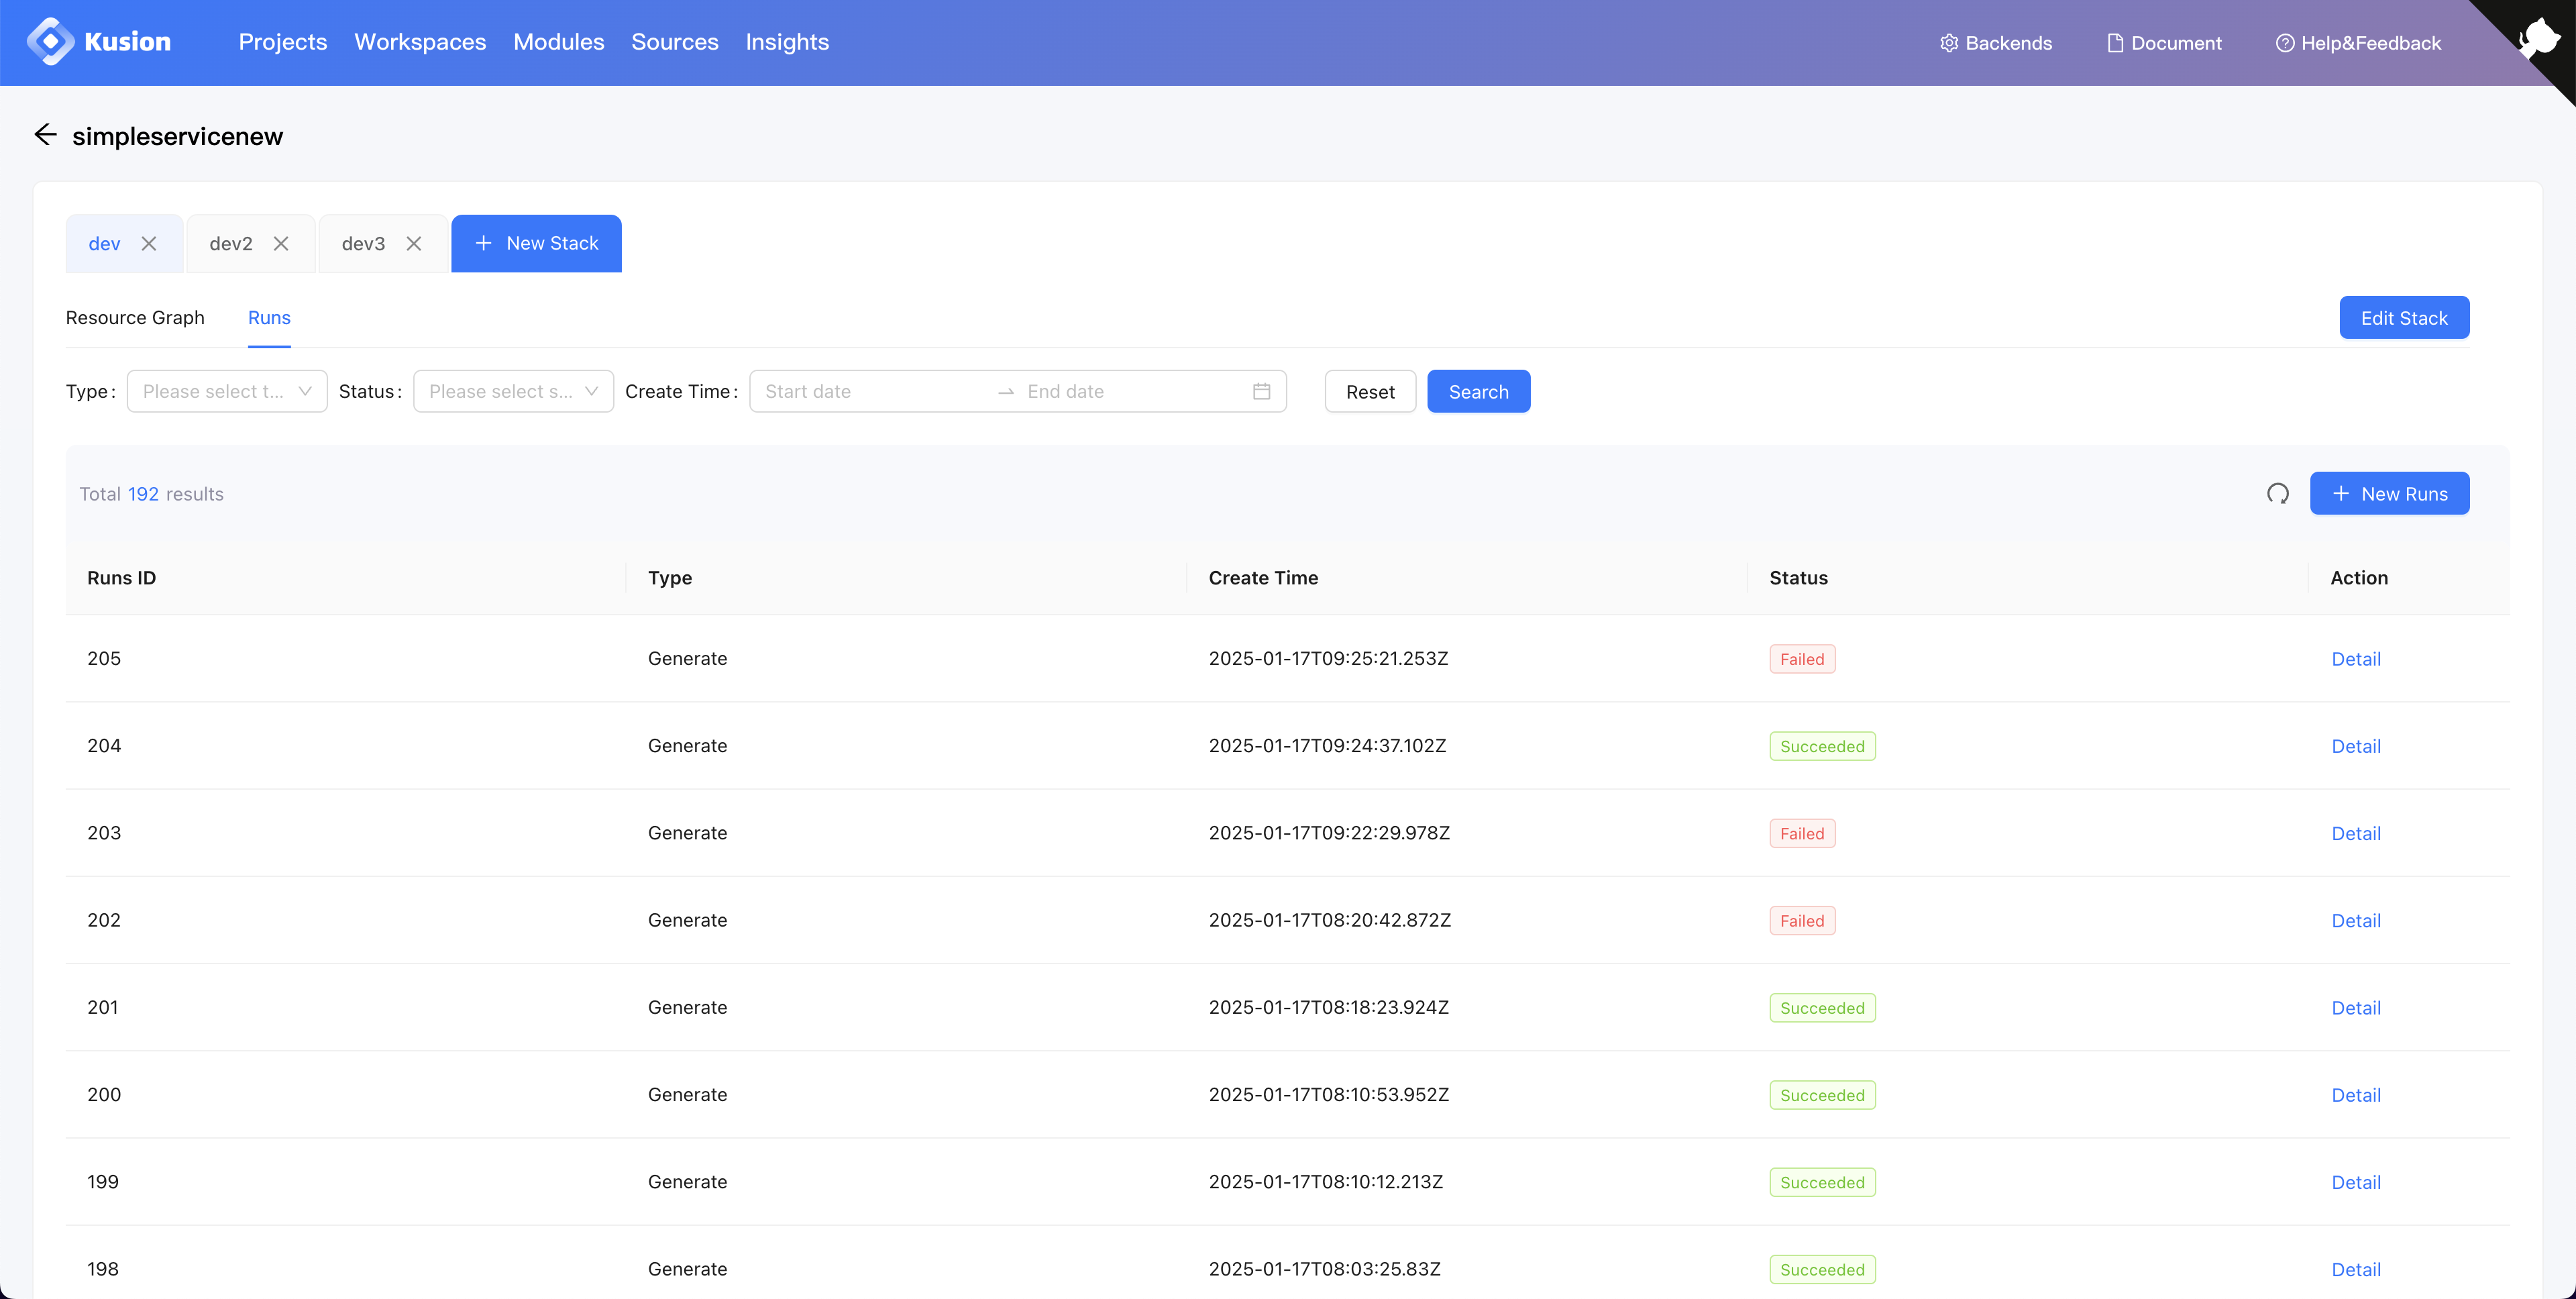 Kusion Projects Workspaces Modules Sources Insights Backends Document Help&Feedback
simpleservicenew
dev dev2 dev3 New Stack
Resource Graph Runs Edit Stack
Type : Please select t... Status : Please select s... Create Time : Start date End date Reset Search
Total 192 results New Runs
Runs ID Type Create Time Status Action
205 Generate 2025-01-17T09:25:21.253Z Failed Detail
204 Generate 2025-01-17T09:24:37.102Z Succeeded Detail
203 Generate 2025-01-17T09:22:29.978Z Failed Detail
202 Generate 2025-01-17T08:20:42.872Z Failed Detail
201 Generate 2025-01-17T08:18:23.924Z Succeeded Detail
200 Generate 2025-01-17T08:10:53.952Z Succeeded Detail
199 Generate 2025-01-17T08:10:12.213Z Succeeded Detail
198 Generate 2025-01-17T08:03:25.83Z Succeeded Detail